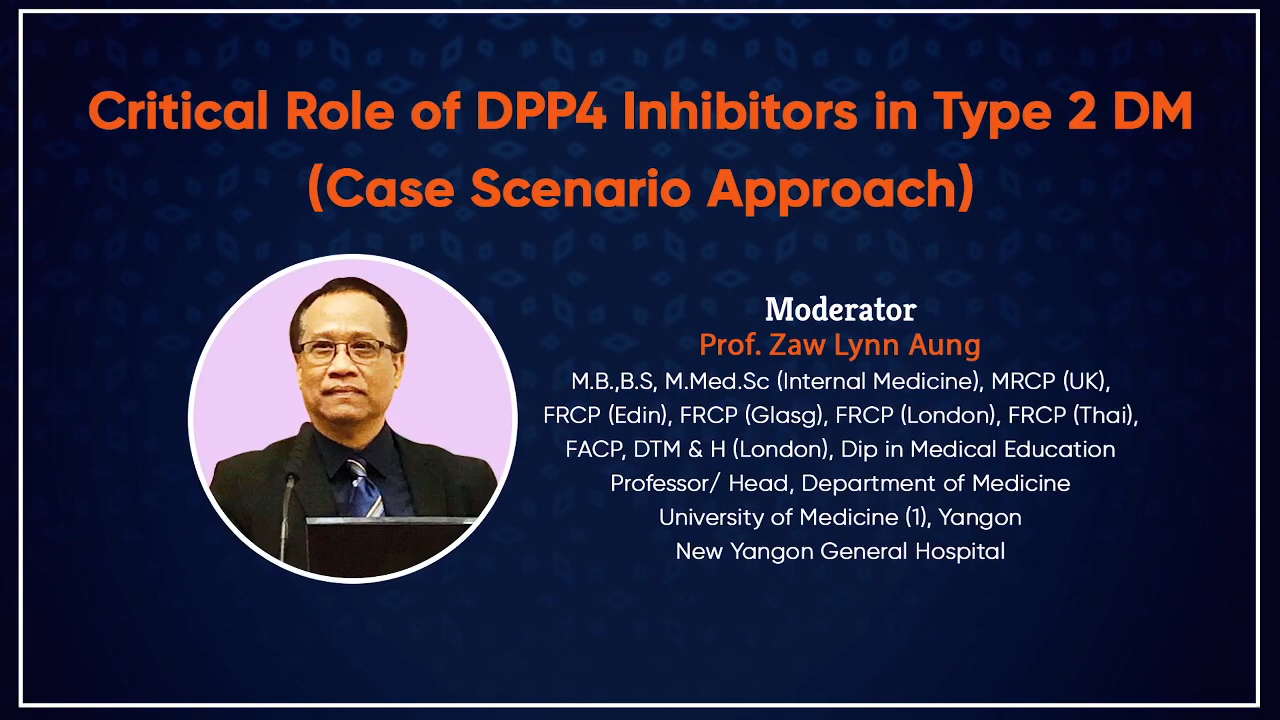 Critical Role of DPP4 Inhibitors in Type 2 DM
(Case Scenario Approach)
Moderator
Prof. Zaw Lynn Aung
M.B.,B.S, M.Med.Sc (Internal Medicine), MRCP (UK),
FRCP (Edin), FRCP (Glasg), FRCP (London), FRCP (Thai),
FACP, DTM & H (London), Dip in Medical Education
Professor/ Head, Department of Medicine
University of Medicine (1), Yangon
New Yangon General Hospital